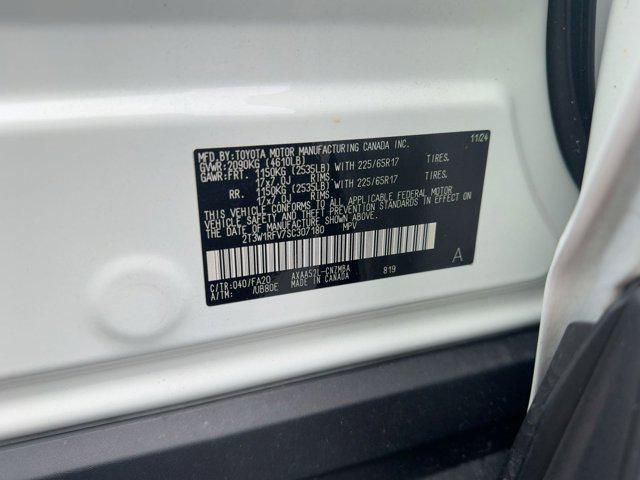 MFD.BY:TOYOTA MOTOR MANUFACTURING CANADA INC. 11/24
GVWR:2090KG (4610LB)
GAWR:FRT. 1150KG (2535LB) WITH 225/65R17 TIRES.
17x7.0J RIMS.
RR. 1150KG (2535LB) WITH 225/65R17 TIRES.
17x7.0J RIMS.
THIS VEHICLE CONFORMS TO ALL APPLICABLE FEDERAL MOTOR
VEHICLE SAFETY AND THEFT PREVENTION STANDARDS IN EFFECT
ON THE DATE OF MANUFACTURE SHOWN ABOVE.
2T3W1RFV7SC307180 MPV
A
C/TR:040/FA20 AXAA52L-CNZMBA 819
A/TM: /UB80E MADE IN CANADA